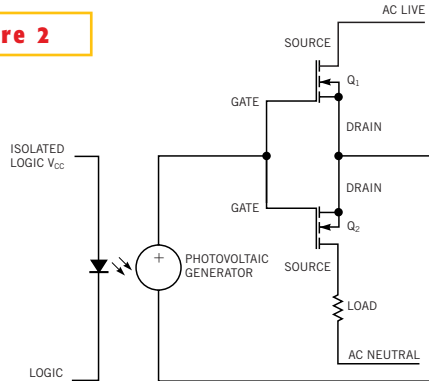 re 2
AC LIVE
SOURCE
Q1
GATE
DRAIN
ISOLATED
LOGIC VCC
DRAIN
GATE
Q2
+
PHOTOVOLTAIC
GENERATOR
SOURCE
LOAD
AC NEUTRAL
LOGIC